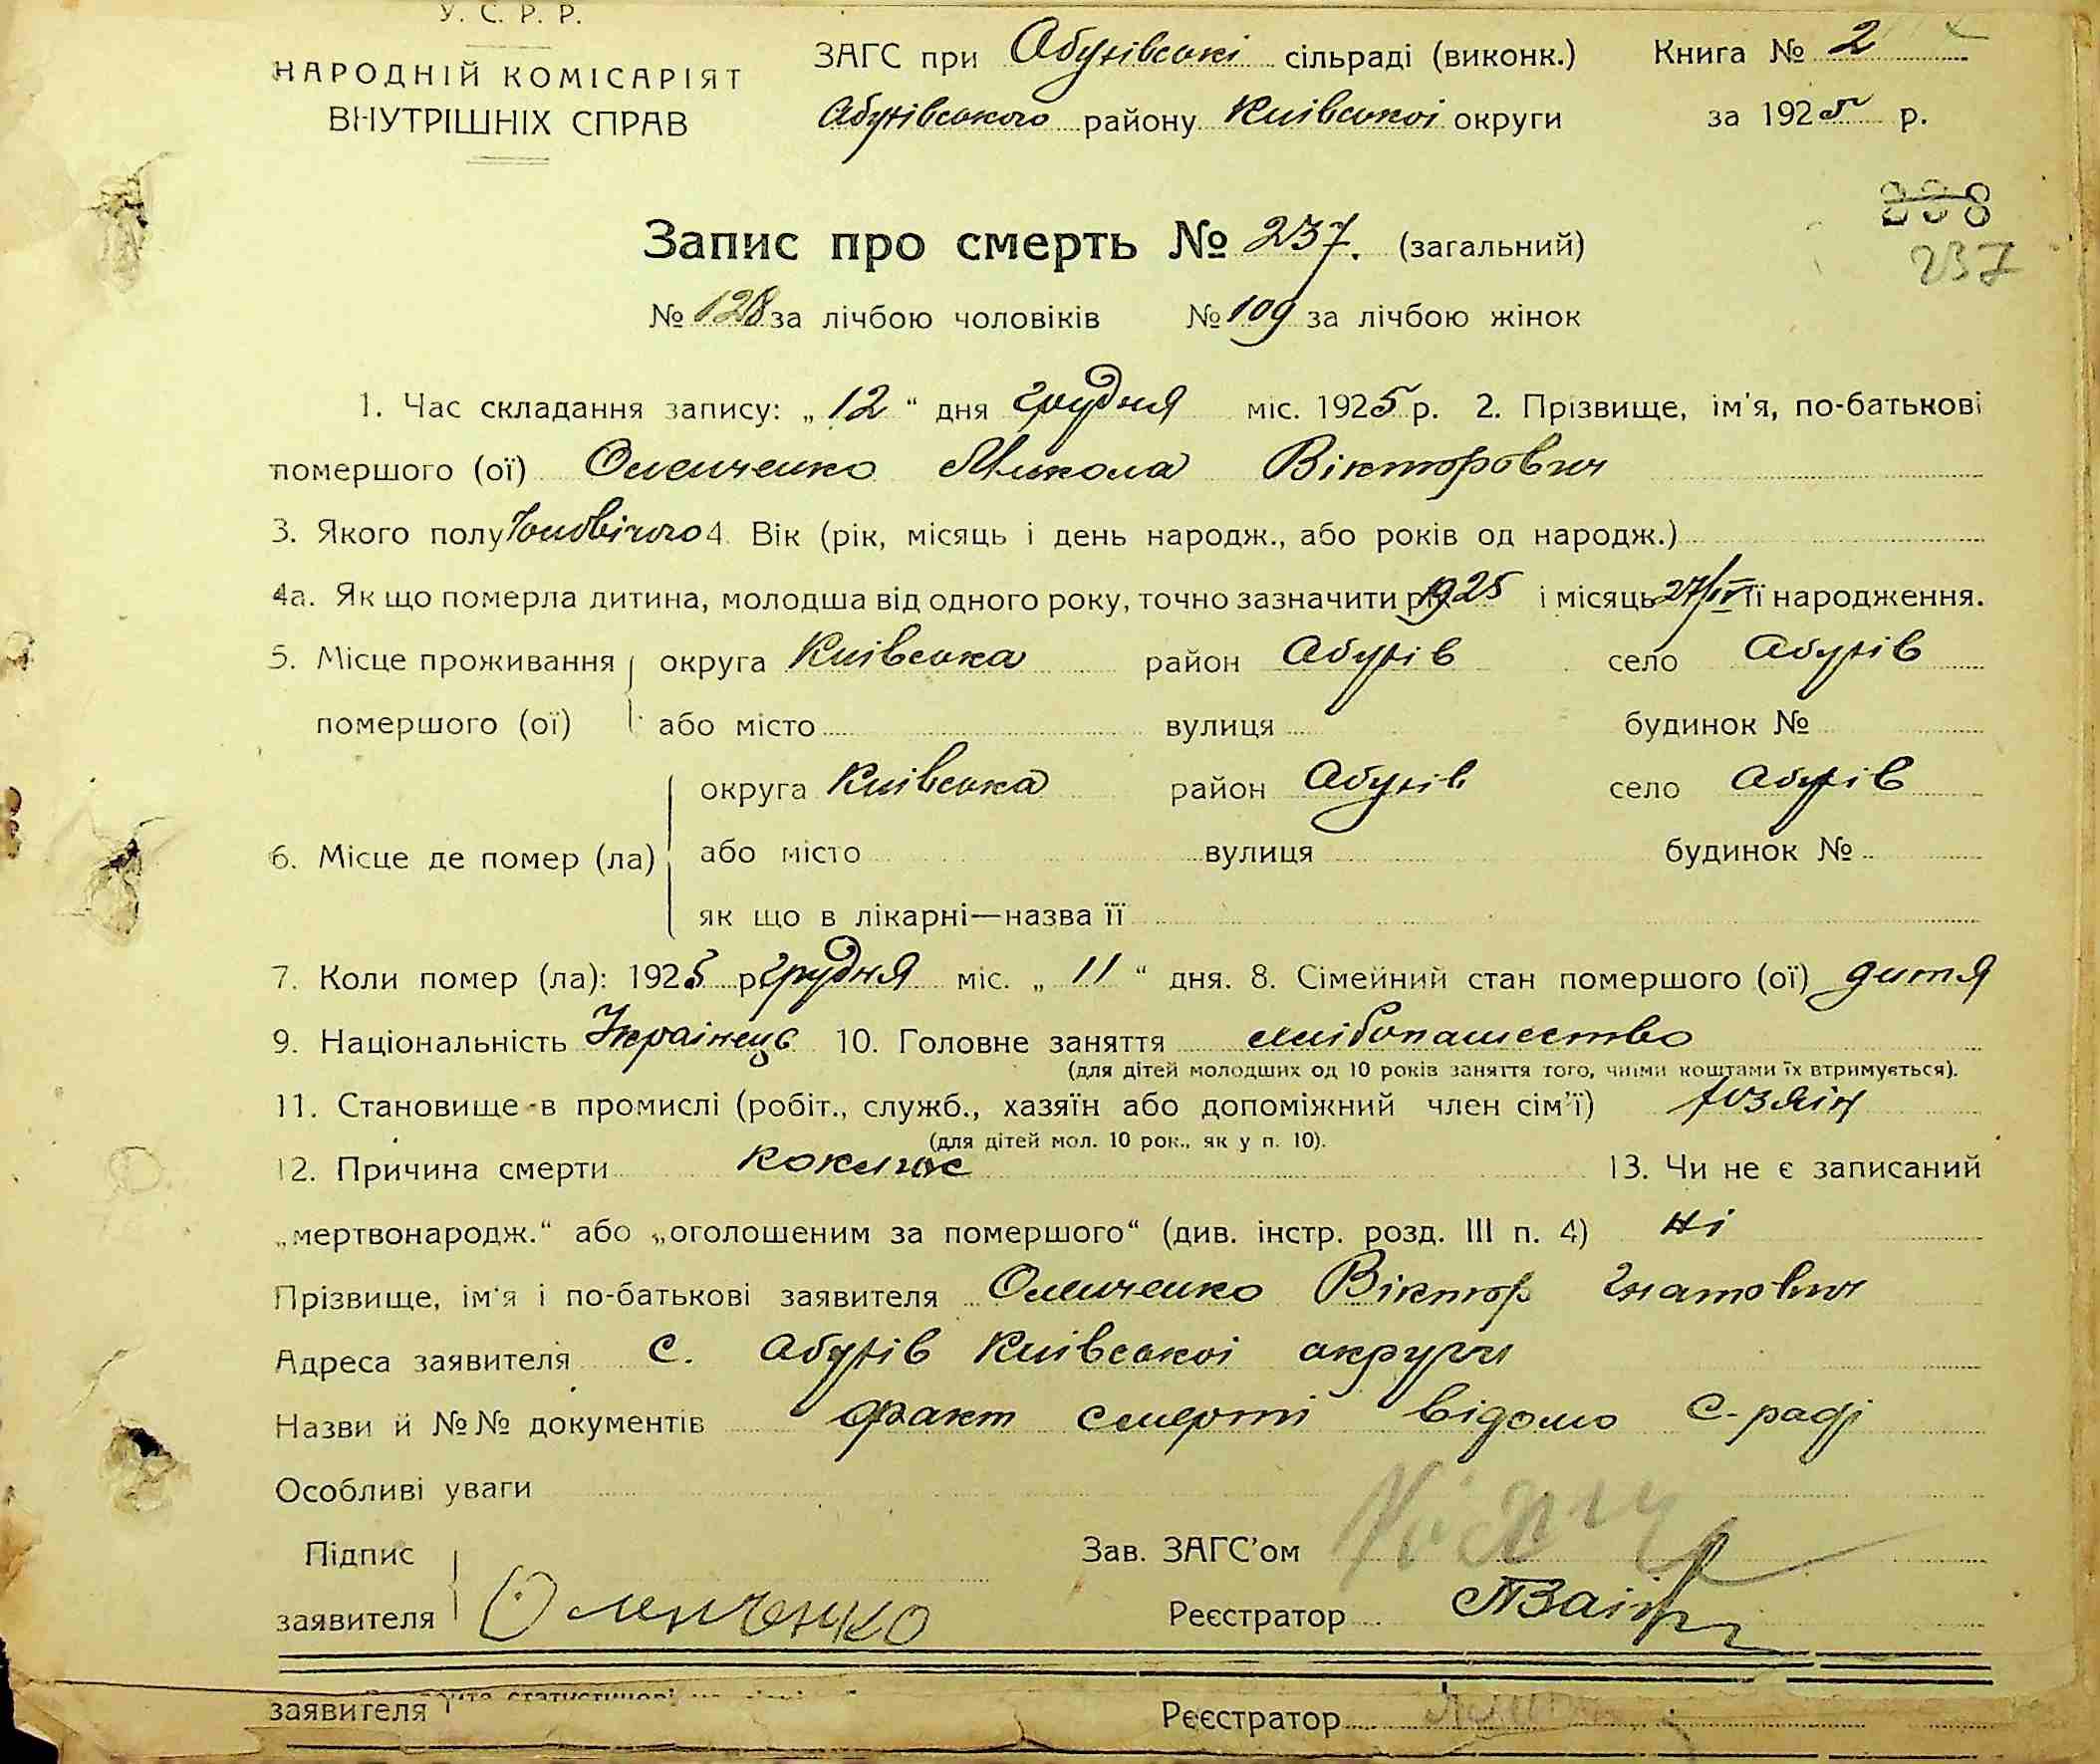 У. С. Р. Р.
НАРОДНІЙ КОМІСАРІЯТ
ВНУТРІШНІХ СПРАВ
ЗАГС при Обухівські сільраді (виконк.) Книга № 2
Обухівського району Київської округи за 1925 р.
238
Запис про смерть № 237. (загальний)
237
№ 128 за лічбою чоловіків № 109 за лічбою жінок
1. Час складання запису: „12“ дня грудня міс. 1925 р. 2. Прізвище, ім'я, по-батькові
помершого (ої) Оленченко Микола Вікторович
3. Якого полу Чоловічого 4. Вік (рік, місяць і день народж., або років од народж.)
4а. Як що померла дитина, молодша від одного року, точно зазначити рік 1925 і місяць 27/IV її народження.
5. Місце проживання округа Київська район Обухів село Обухів
помершого (ої) або місто вулиця будинок №
округа Київська район Обухів село Обухів
6. Місце де помер (ла) або місто вулиця будинок №
як що в лікарні—назва її
7. Коли помер (ла): 1925 р грудня міс. „11“ дня. 8. Сімейний стан помершого (ої) дитя
9. Національність Українець 10. Головне заняття хлібопашество
(для дітей молодших од 10 років заняття того, чиїми коштами їх втримується).
11. Становище в промислі (робіт., служб., хазяїн або допоміжний член сім'ї) хозяін
(для дітей мол. 10 рок., як у п. 10).
12. Причина смерти коклюс 13. Чи не є записаний
„мертвонародж.“ або „оголошеним за помершого“ (див. інстр. розд. III п. 4) ні
Прізвище, ім'я і по-батькові заявителя Оленченко Віктор Гнатович
Адреса заявителя с. Обухів Київської округи
Назви й №№ документів факт смерті відомо С-раді
Особливі уваги
Підпис Зав. ЗАГС'ом
заявителя Оленченко Реєстратор
заявителя Реєстратор